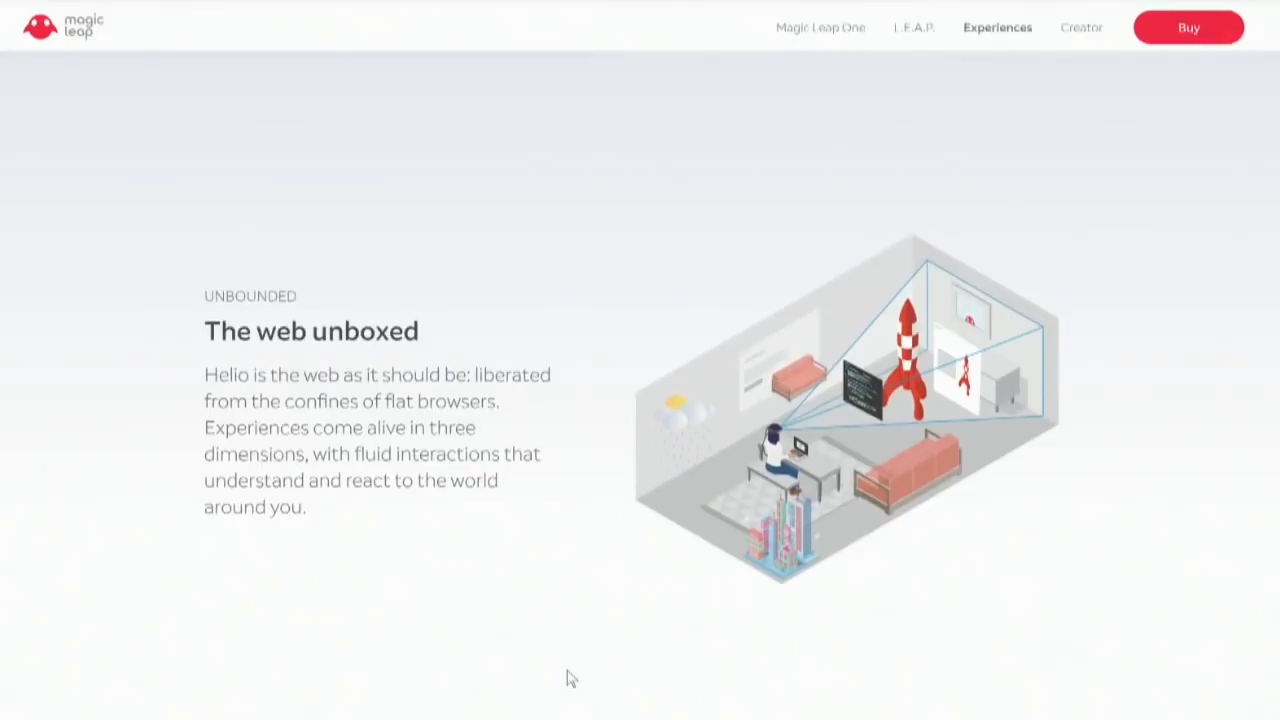 magic
leap
Magic Leap One
L.E.A.P.
Experiences
Creator
Buy
UNBOUNDED
The web unboxed
Helio is the web as it should be: liberated
from the confines of flat browsers.
Experiences come alive in three
dimensions, with fluid interactions that
understand and react to the world
around you.